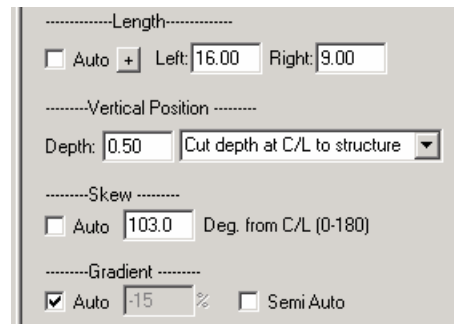 --------------Length--------------
Auto + Left: 16.00 Right: 9.00
---------Vertical Position ---------
Depth: 0.50 Cut depth at C/L to structure
---------Skew ---------
Auto 103.0 Deg. from C/L (0-180)
---------Gradient ---------
Auto -15 % Semi Auto